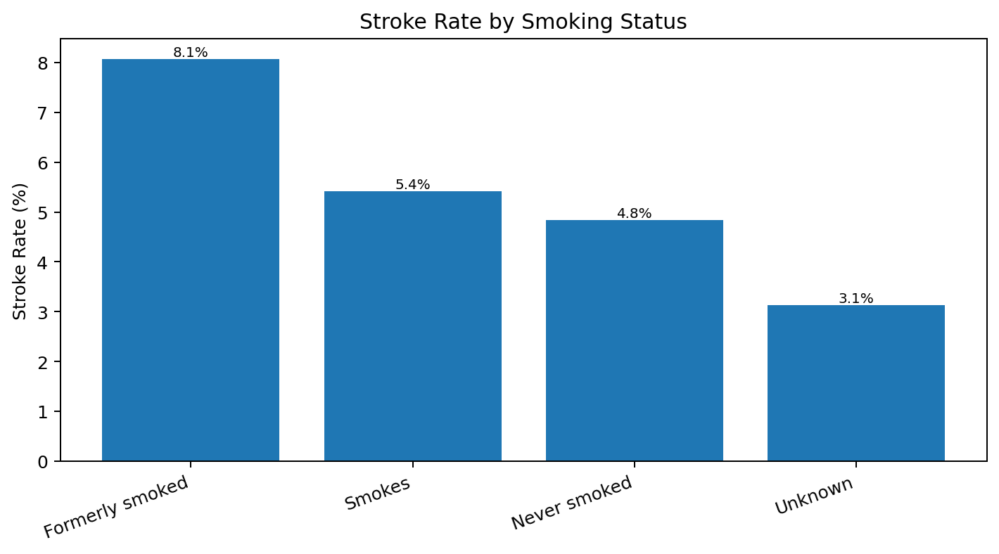 Stroke Rate by Smoking Status
Stroke Rate (%)
8
7
6
5
4
3
2
1
0
8.1%
5.4%
4.8%
3.1%
Formerly smoked
Smokes
Never smoked
Unknown